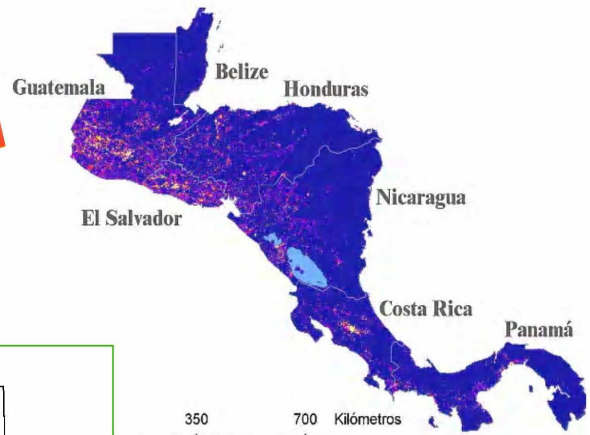 Belize
Guatemala
Honduras
Nicaragua
El Salvador
Costa Rica
Panamá
350 700 Kilómetros